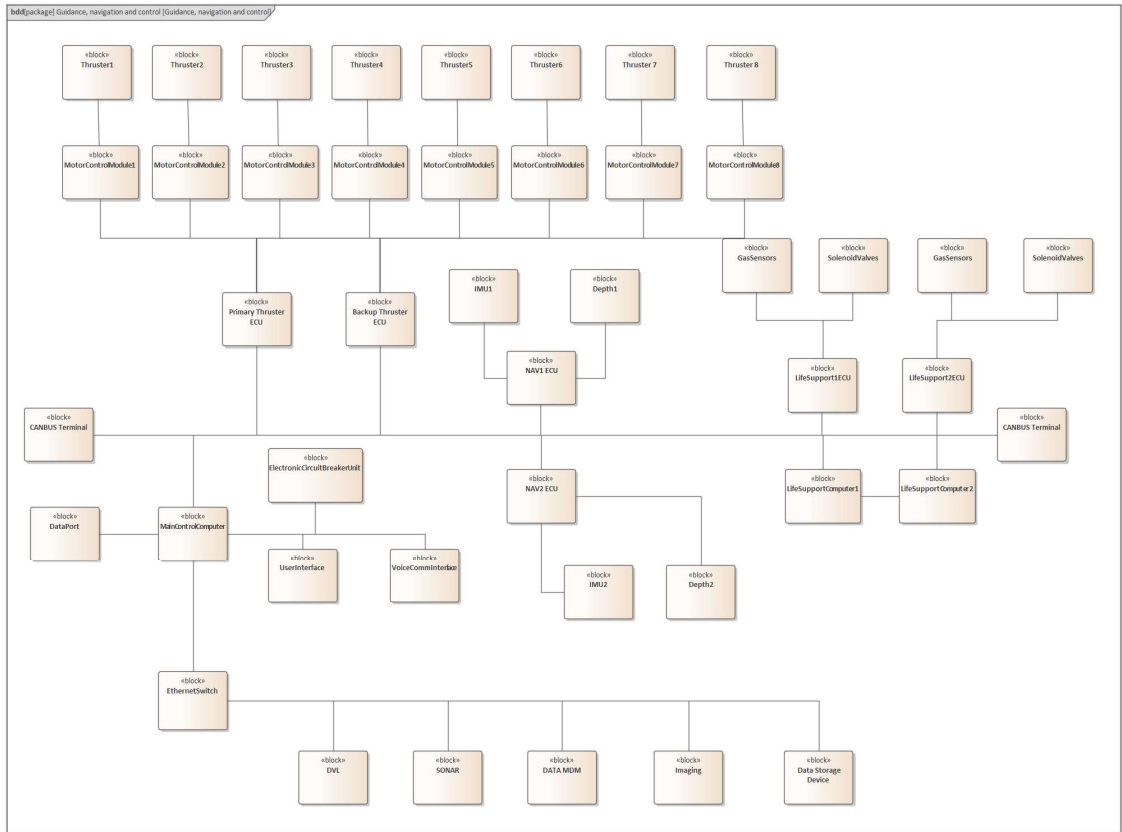 bdd[package] Guidance, navigation and control [Guidance, navigation and control]
«block»
Thruster1
«block»
Thruster2
«block»
Thruster3
«block»
Thruster4
«block»
Thruster5
«block»
Thruster6
«block»
Thruster 7
«block»
Thruster 8
«block»
MotorControlModule1
«block»
MotorControlModule2
«block»
MotorControlModule3
«block»
MotorControlModule4
«block»
MotorControlModule5
«block»
MotorControlModule6
«block»
MotorControlModule7
«block»
MotorControlModule8
«block»
GasSensors
«block»
SolenoidValves
«block»
GasSensors
«block»
SolenoidValves
«block»
Primary Thruster
ECU
«block»
Backup Thruster
ECU
«block»
IMU1
«block»
Depth1
«block»
NAV1 ECU
«block»
LifeSupport1ECU
«block»
LifeSupport2ECU
«block»
CANBUS Terminal
«block»
CANBUS Terminal
«block»
ElectronicCircuitBreakerUnit
«block»
NAV2 ECU
«block»
LifeSupportComputer1
«block»
LifeSupportComputer2
«block»
DataPort
«block»
MainControlComputer
«block»
UserInterface
«block»
VoiceCommInterface
«block»
IMU2
«block»
Depth2
«block»
EthernetSwitch
«block»
DVL
«block»
SONAR
«block»
DATA MDM
«block»
Imaging
«block»
Data Storage
Device